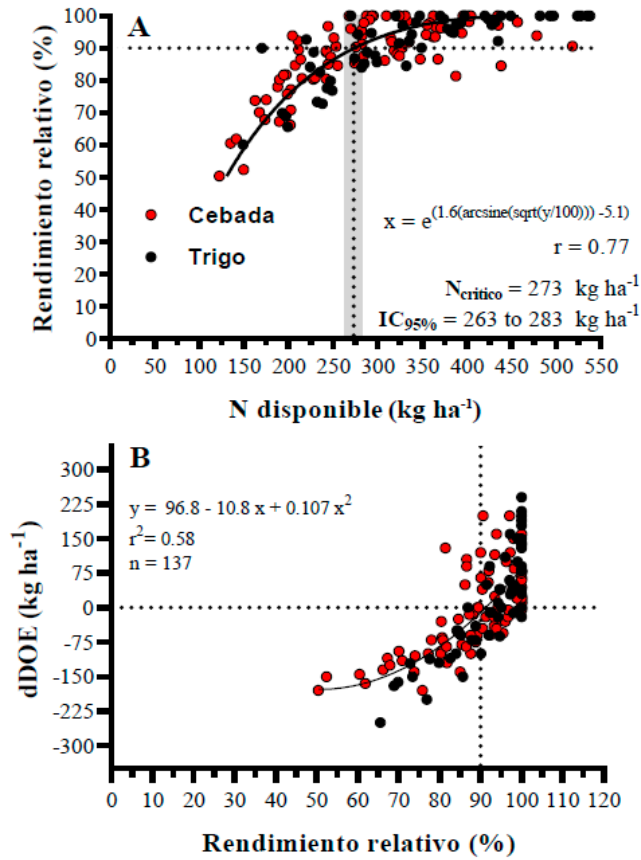 A
100
90
80
70
60
50
40
30
20
10
0
Rendimiento relativo (%)
Cebada
Trigo
x = e^(1.6(arcsine(sqrt(y/100))) -5.1)
r = 0.77
N_critico = 273 kg ha⁻¹
IC_95% = 263 to 283 kg ha⁻¹
0 50 100 150 200 250 300 350 400 450 500 550
N disponible (kg ha⁻¹)
B
300
225
150
75
0
-75
-150
-225
-300
dDOE (kg ha⁻¹)
y = 96.8 - 10.8 x + 0.107 x²
r²= 0.58
n = 137
0 10 20 30 40 50 60 70 80 90 100 110 120
Rendimiento relativo (%)